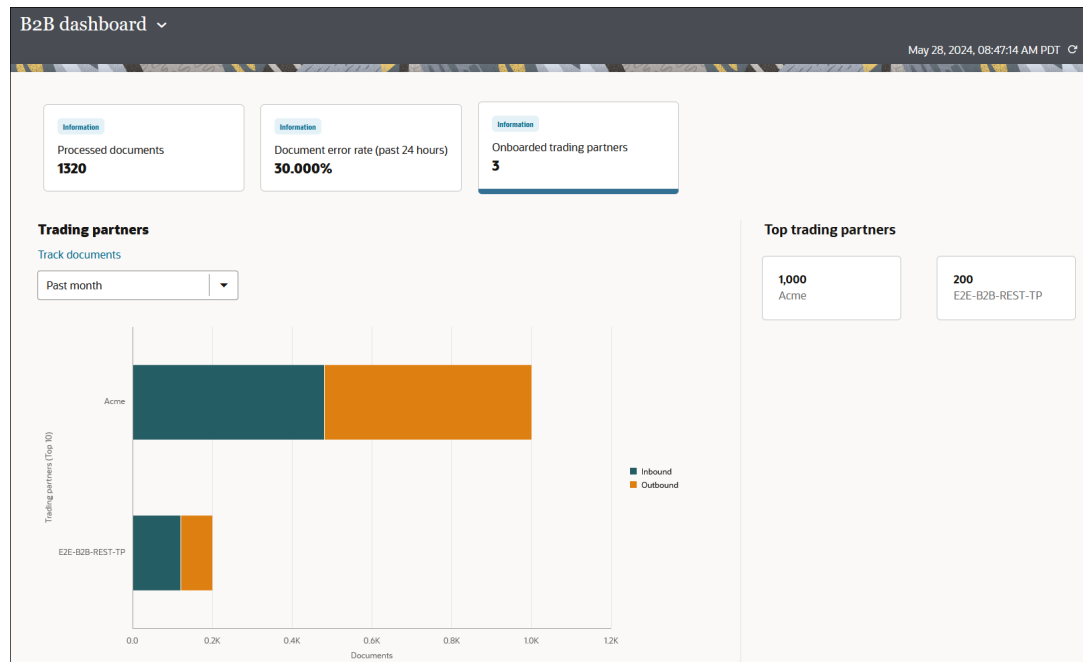 B2B dashboard
May 28, 2024, 08:47:14 AM PDT
Information
Processed documents
1320
Information
Document error rate (past 24 hours)
30.000%
Information
Onboarded trading partners
3
Trading partners
Track documents
Past month
Trading partners (Top 10)
Acme
E2E-B2B-REST-TP
0.0
0.2K
0.4K
0.6K
0.8K
1.0K
1.2K
Documents
Inbound
Outbound
Top trading partners
1,000
Acme
200
E2E-B2B-REST-TP